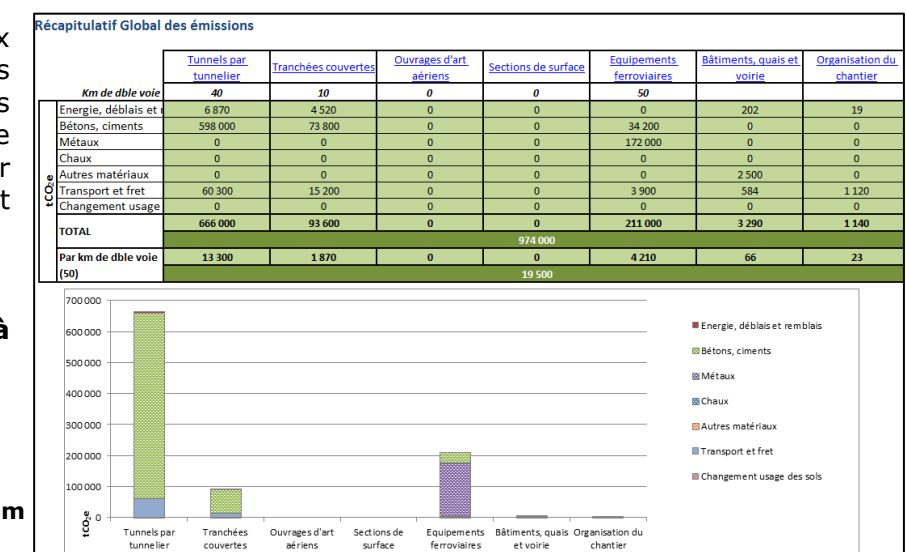 x
s
s
e
r
t
à
m
Récapitulatif Global des émissions
Tunnels par tunnelier Tranchées couvertes Ouvrages d'art aériens Sections de surface Equipements ferroviaires Bâtiments, quais et voirie Organisation du chantier
Km de dble voie 40 10 0 0 50
tCO2e
Energie, déblais et r 6 870 4 520 0 0 0 202 19
Bétons, ciments 598 000 73 800 0 0 34 200 0 0
Métaux 0 0 0 0 172 000 0 0
Chaux 0 0 0 0 0 0 0
Autres matériaux 0 0 0 0 0 2 500 0
Transport et fret 60 300 15 200 0 0 3 900 584 1 120
Changement usage 0 0 0 0 0 0 0
TOTAL 666 000 93 600 0 0 211 000 3 290 1 140
974 000
Par km de dble voie (50) 13 300 1 870 0 0 4 210 66 23
19 500
700 000
600 000
500 000
400 000
300 000
200 000
100 000
0
tCO2e
Tunnels par tunnelier
Tranchées couvertes
Ouvrages d'art aériens
Sections de surface
Equipements ferroviaires
Bâtiments, quais et voirie
Organisation du chantier
Energie, déblais et remblais
Bétons, ciments
Métaux
Chaux
Autres matériaux
Transport et fret
Changement usage des sols